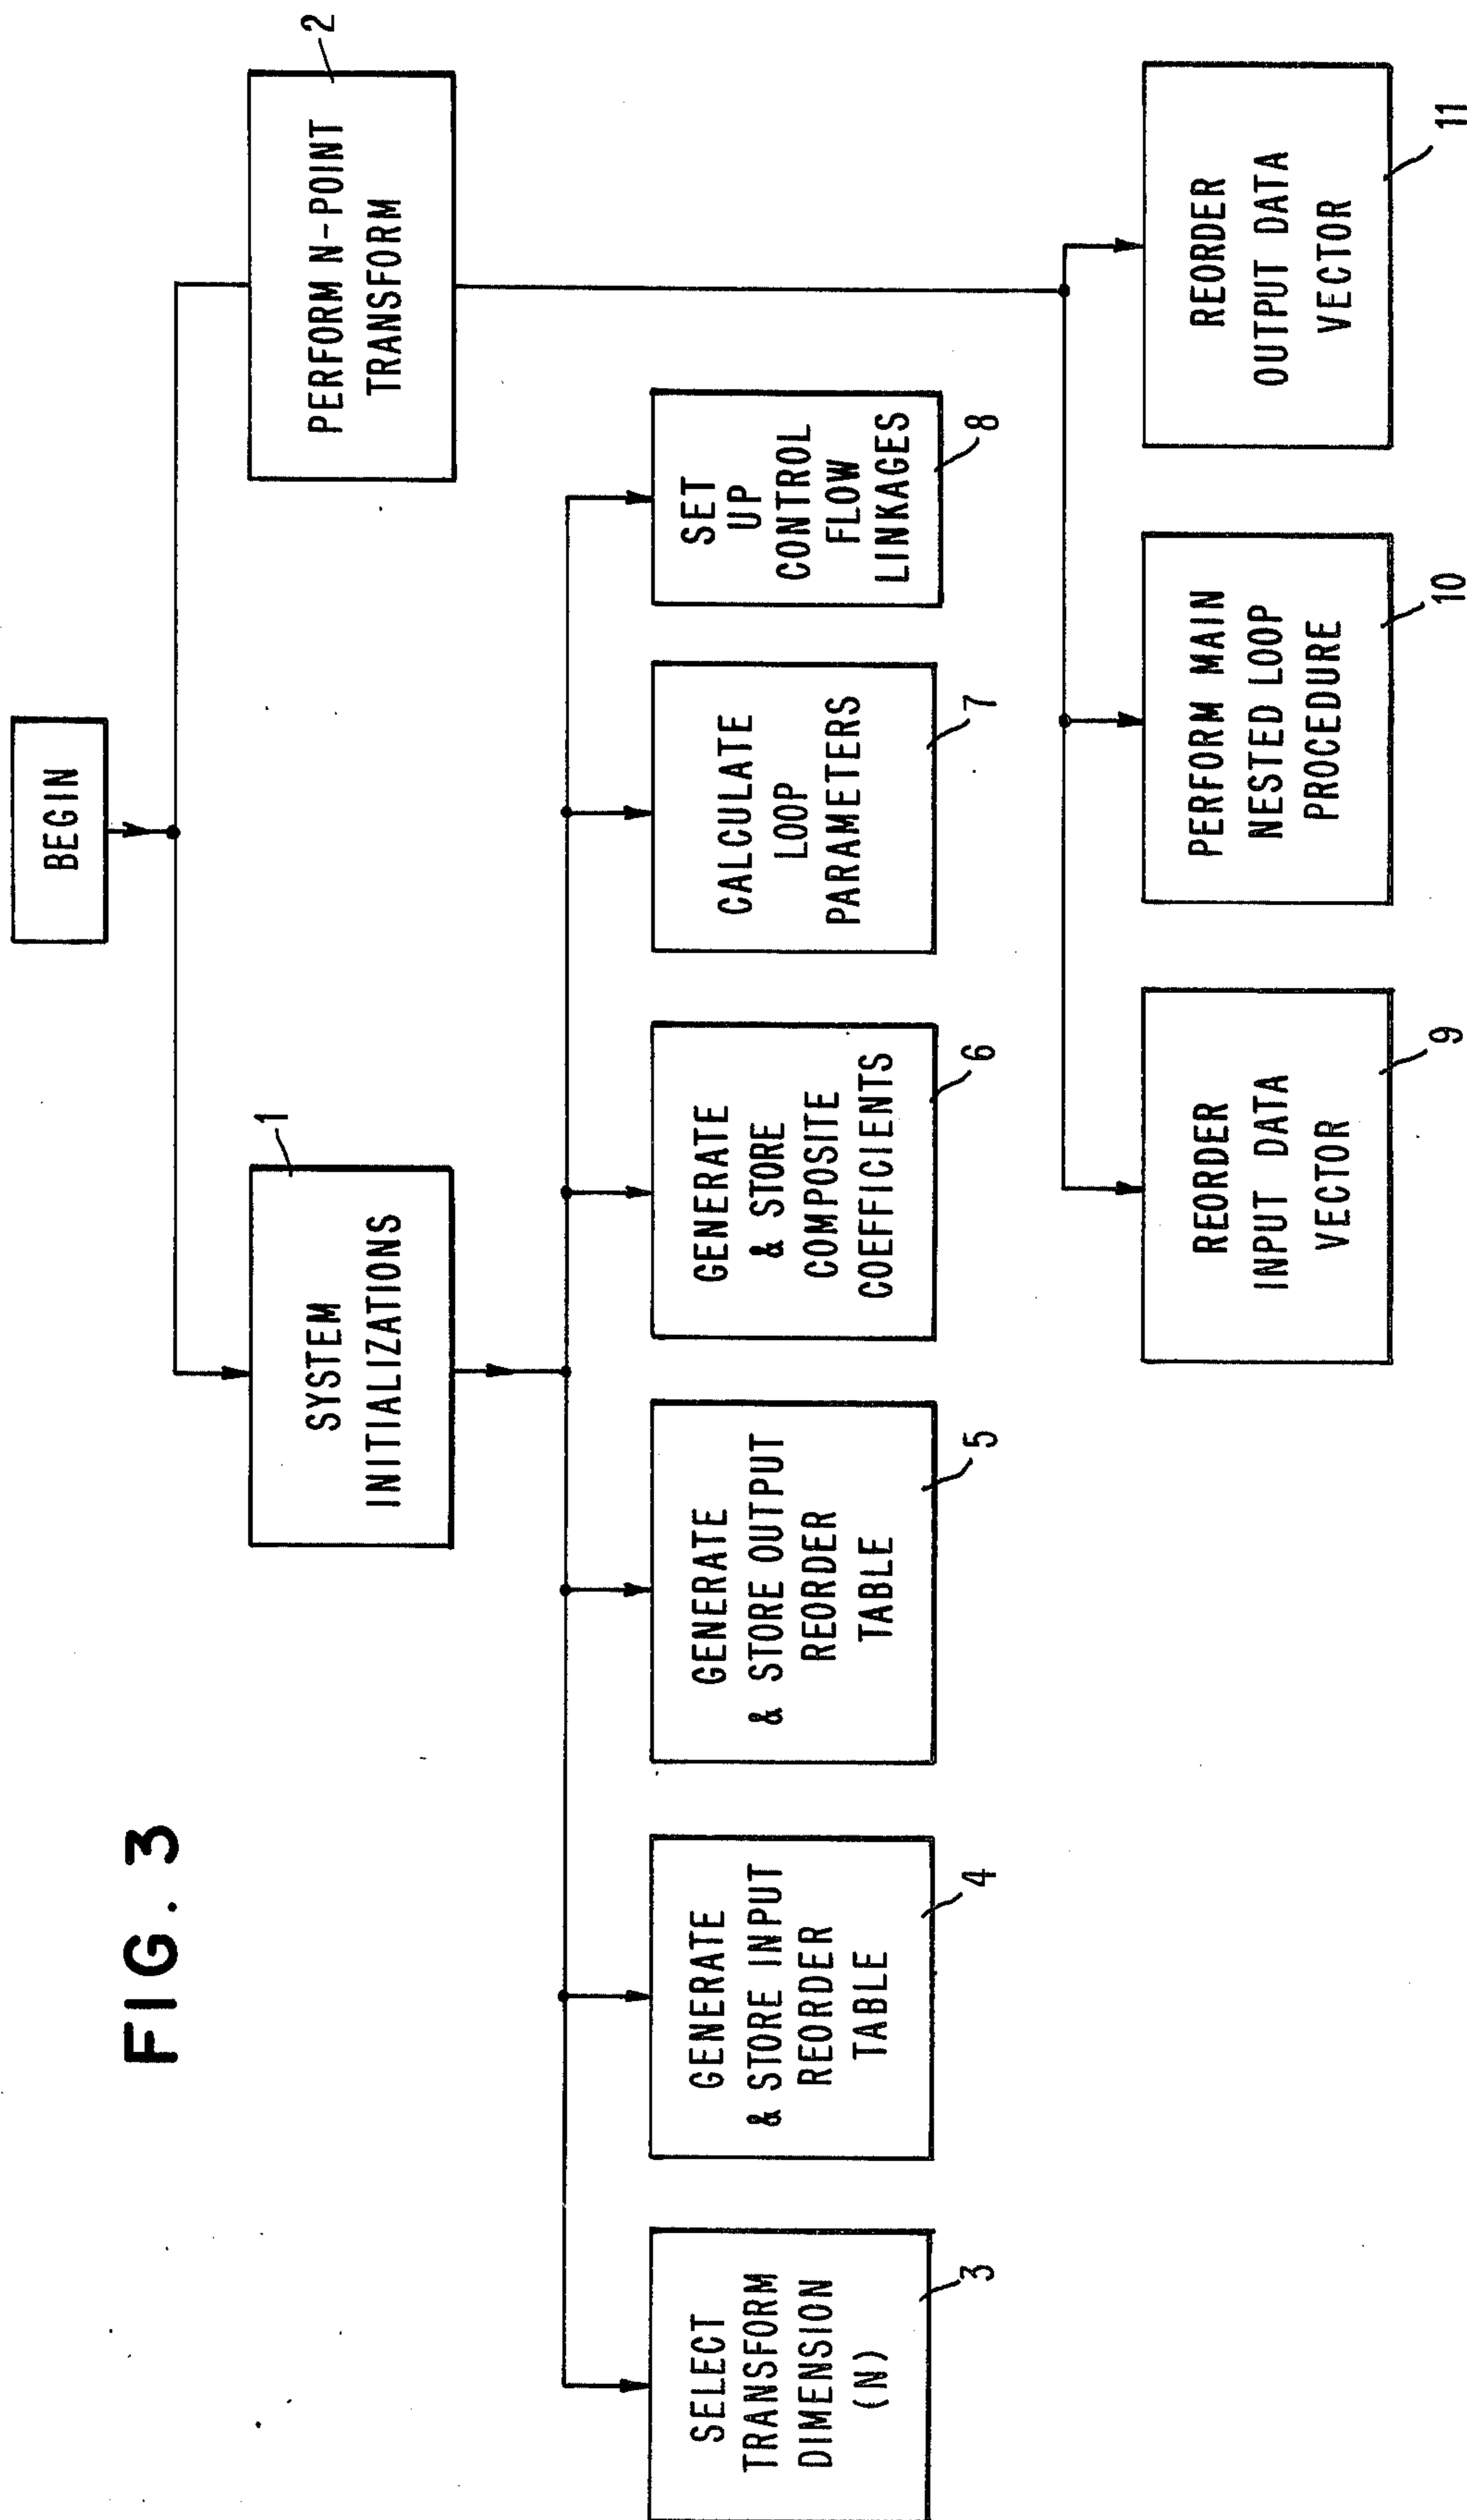 FIG. 3
BEGIN
1
SYSTEM
INITIALIZATIONS
2
PERFORM N-POINT
TRANSFORM
SELECT
TRANSFORM
DIMENSION
(N)
3
GENERATE
& STORE INPUT
REORDER
TABLE
4
GENERATE
& STORE OUTPUT
REORDER
TABLE
5
GENERATE
& STORE
COMPOSITE
COEFFICIENTS
6
CALCULATE
LOOP
PARAMETERS
7
SET
UP
CONTROL
FLOW
LINKAGES
8
REORDER
INPUT DATA
VECTOR
9
PERFORM MAIN
NESTED LOOP
PROCEDURE
10
REORDER
OUTPUT DATA
VECTOR
11